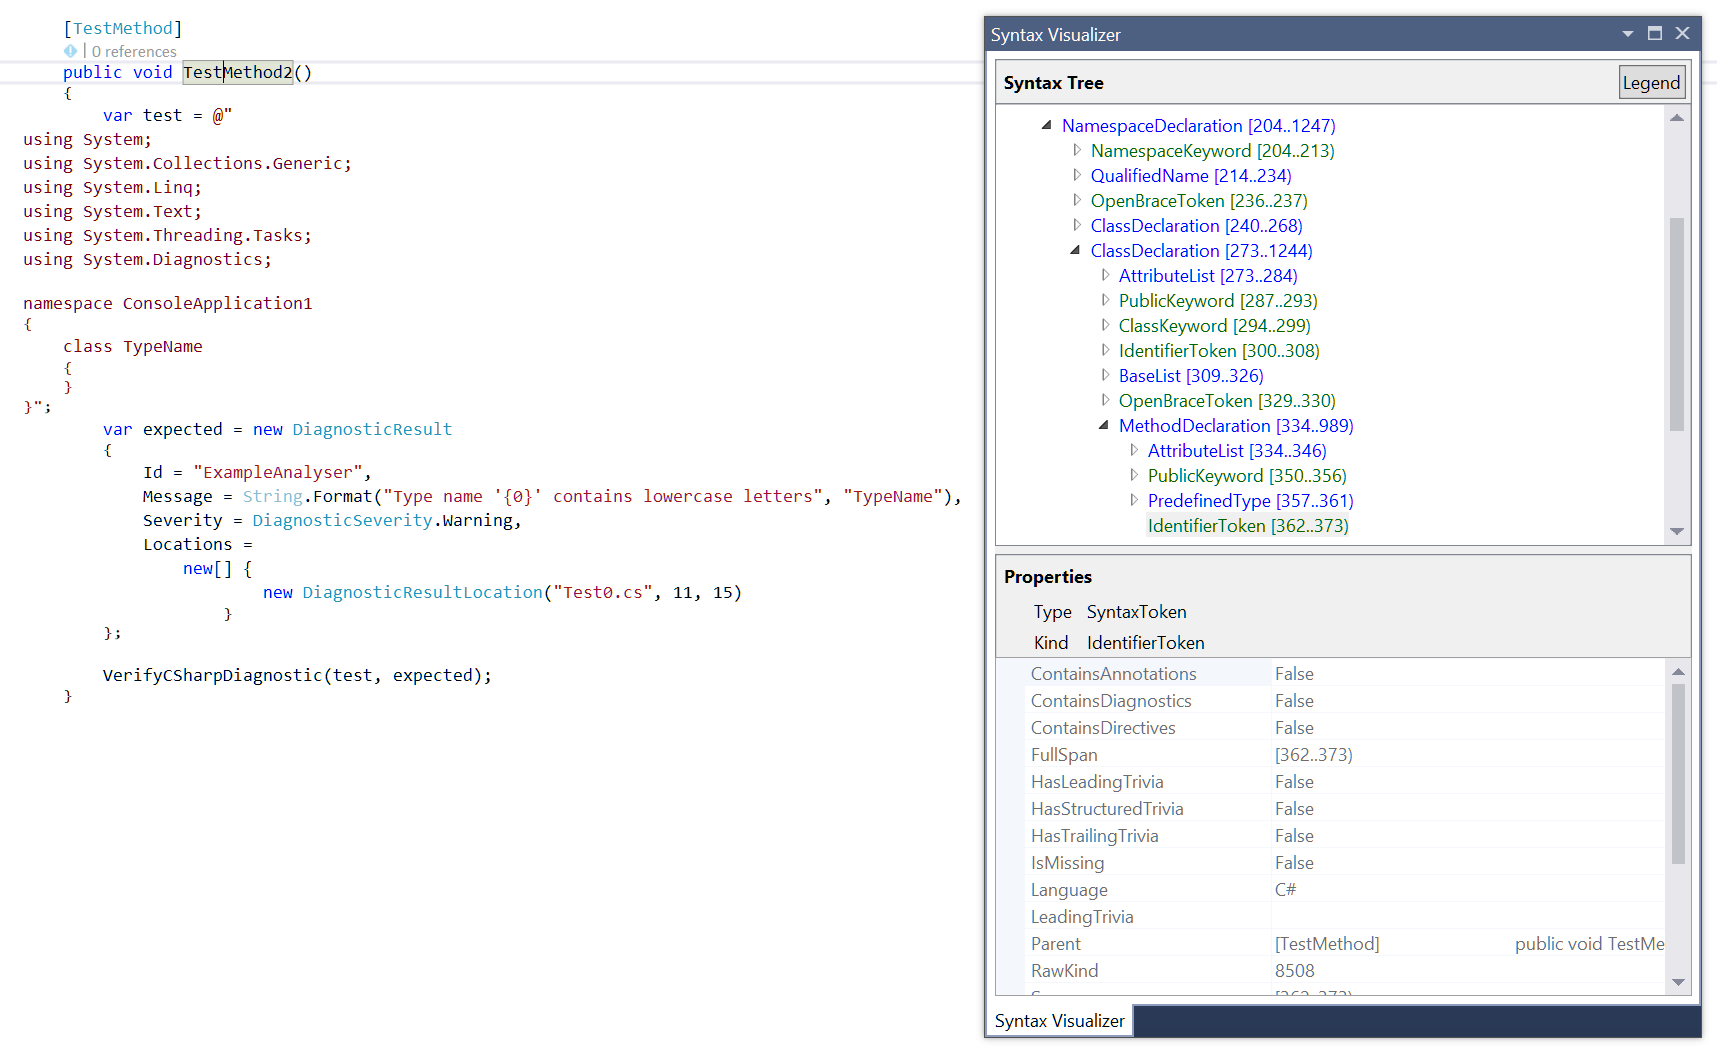 [TestMethod]
| 0 references
public void TestMethod2()
{
var test = @"
using System;
using System.Collections.Generic;
using System.Linq;
using System.Text;
using System.Threading.Tasks;
using System.Diagnostics;
namespace ConsoleApplication1
{
class TypeName
{
}
}";
var expected = new DiagnosticResult
{
Id = "ExampleAnalyser",
Message = String.Format("Type name '{0}' contains lowercase letters", "TypeName"),
Severity = DiagnosticSeverity.Warning,
Locations =
new[] {
new DiagnosticResultLocation("Test0.cs", 11, 15)
}
};
VerifyCSharpDiagnostic(test, expected);
}
Syntax Visualizer
Syntax Tree
Legend
NamespaceDeclaration [204..1247)
NamespaceKeyword [204..213)
QualifiedName [214..234)
OpenBraceToken [236..237)
ClassDeclaration [240..268)
ClassDeclaration [273..1244)
AttributeList [273..284)
PublicKeyword [287..293)
ClassKeyword [294..299)
IdentifierToken [300..308)
BaseList [309..326)
OpenBraceToken [329..330)
MethodDeclaration [334..989)
AttributeList [334..346)
PublicKeyword [350..356)
PredefinedType [357..361)
IdentifierToken [362..373)
Properties
Type SyntaxToken
Kind IdentifierToken
ContainsAnnotations False
ContainsDiagnostics False
ContainsDirectives False
FullSpan [362..373)
HasLeadingTrivia False
HasStructuredTrivia False
HasTrailingTrivia False
IsMissing False
Language C#
LeadingTrivia
Parent [TestMethod] public void TestMe
RawKind 8508
Syntax Visualizer